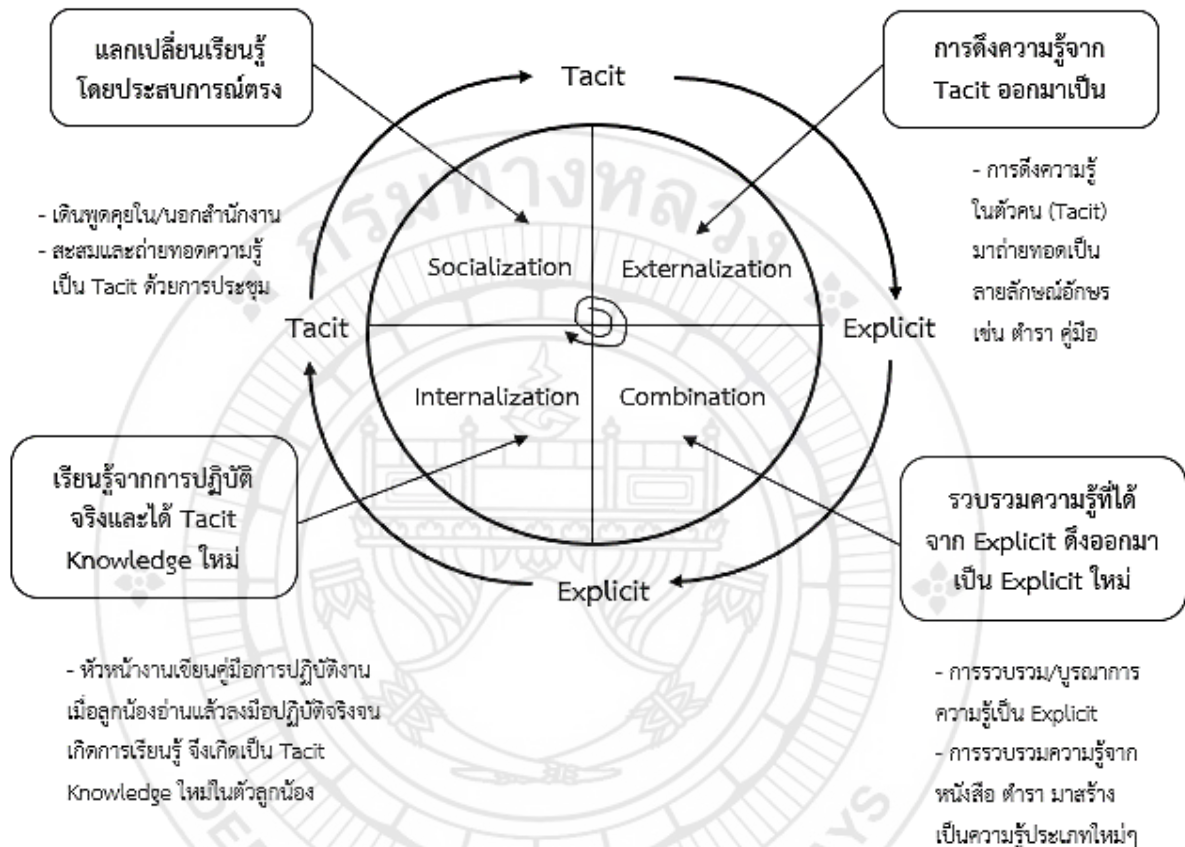 แลกเปลี่ยนเรียนรู้
โดยประสบการณ์ตรง
Tacit
การดึงความรู้จาก
Tacit ออกมาเป็น
- เดินพูดคุยใน/นอกสำนักงาน
- สะสมและถ่ายทอดความรู้
เป็น Tacit ด้วยการประชุม
- การดึงความรู้
ในตัวคน (Tacit)
มาถ่ายทอดเป็น
ลายลักษณ์อักษร
เช่น ตำรา คู่มือ
กรมทางหลวง
Socialization
Externalization
Tacit
Explicit
Internalization
Combination
เรียนรู้จากการปฏิบัติ
จริงและได้ Tacit
Knowledge ใหม่
รวบรวมความรู้ที่ได้
จาก Explicit ดึงออกมา
เป็น Explicit ใหม่
Explicit
- หัวหน้างานเขียนคู่มือการปฏิบัติงาน
เมื่อลูกน้องอ่านแล้วลงมือปฏิบัติจริงจน
เกิดการเรียนรู้ จึงเกิดเป็น Tacit
Knowledge ใหม่ในตัวลูกน้อง
- การรวบรวม/บูรณาการ
ความรู้เป็น Explicit
- การรวบรวมความรู้จาก
หนังสือ ตำรา มาสร้าง
เป็นความรู้ประเภทใหม่ๆ